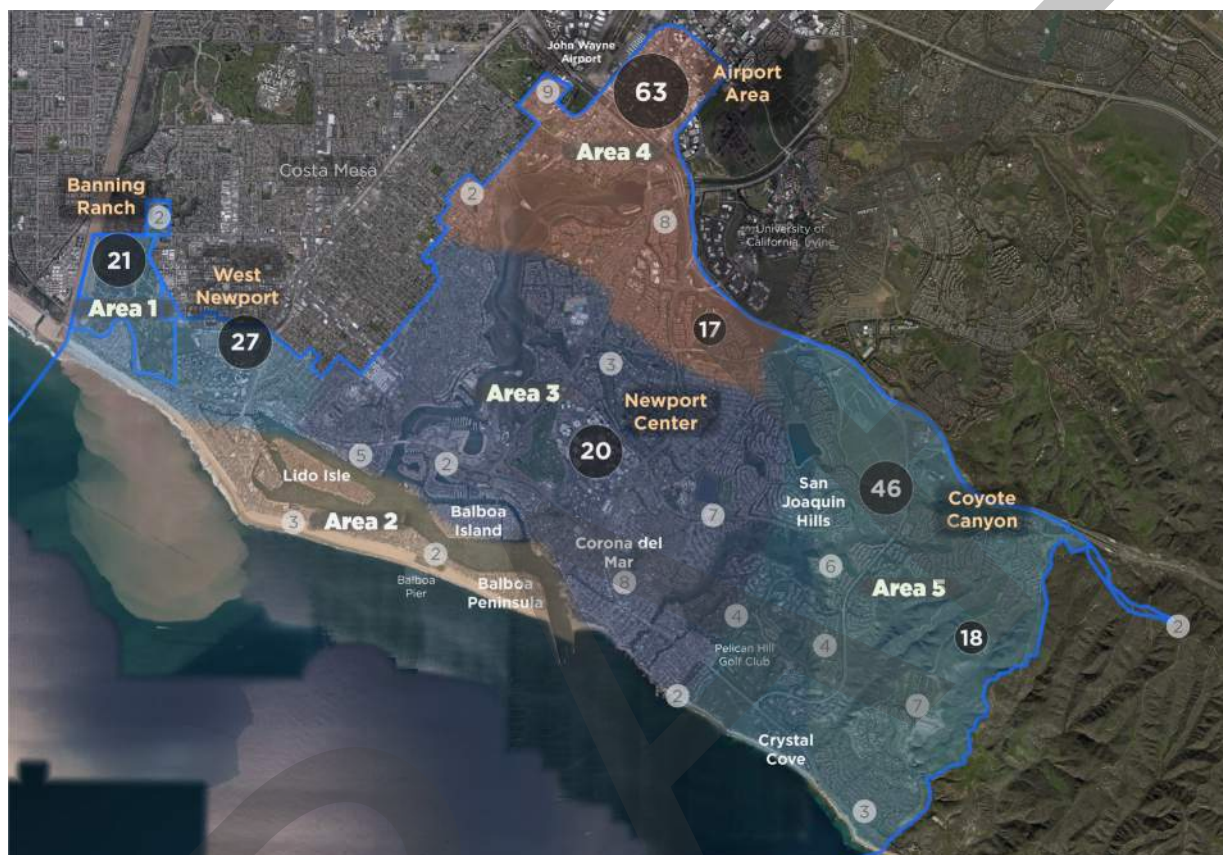 John Wayne
Airport
9
63
Airport
Area
Area 4
Costa Mesa
Banning
Ranch
2
2
8
University of
California, Irvine
21
West
Newport
Area 1
27
17
3
Area 3
Newport
Center
20
5
2
Lido Isle
San
Joaquin
Hills
46
Coyote
Canyon
3
Area 2
Balboa
Island
7
2
Balboa
Pier
Balboa
Peninsula
Corona del
Mar
8
6
Area 5
4
4
18
2
Pelican Hill
Golf Club
2
7
Crystal
Cove
3